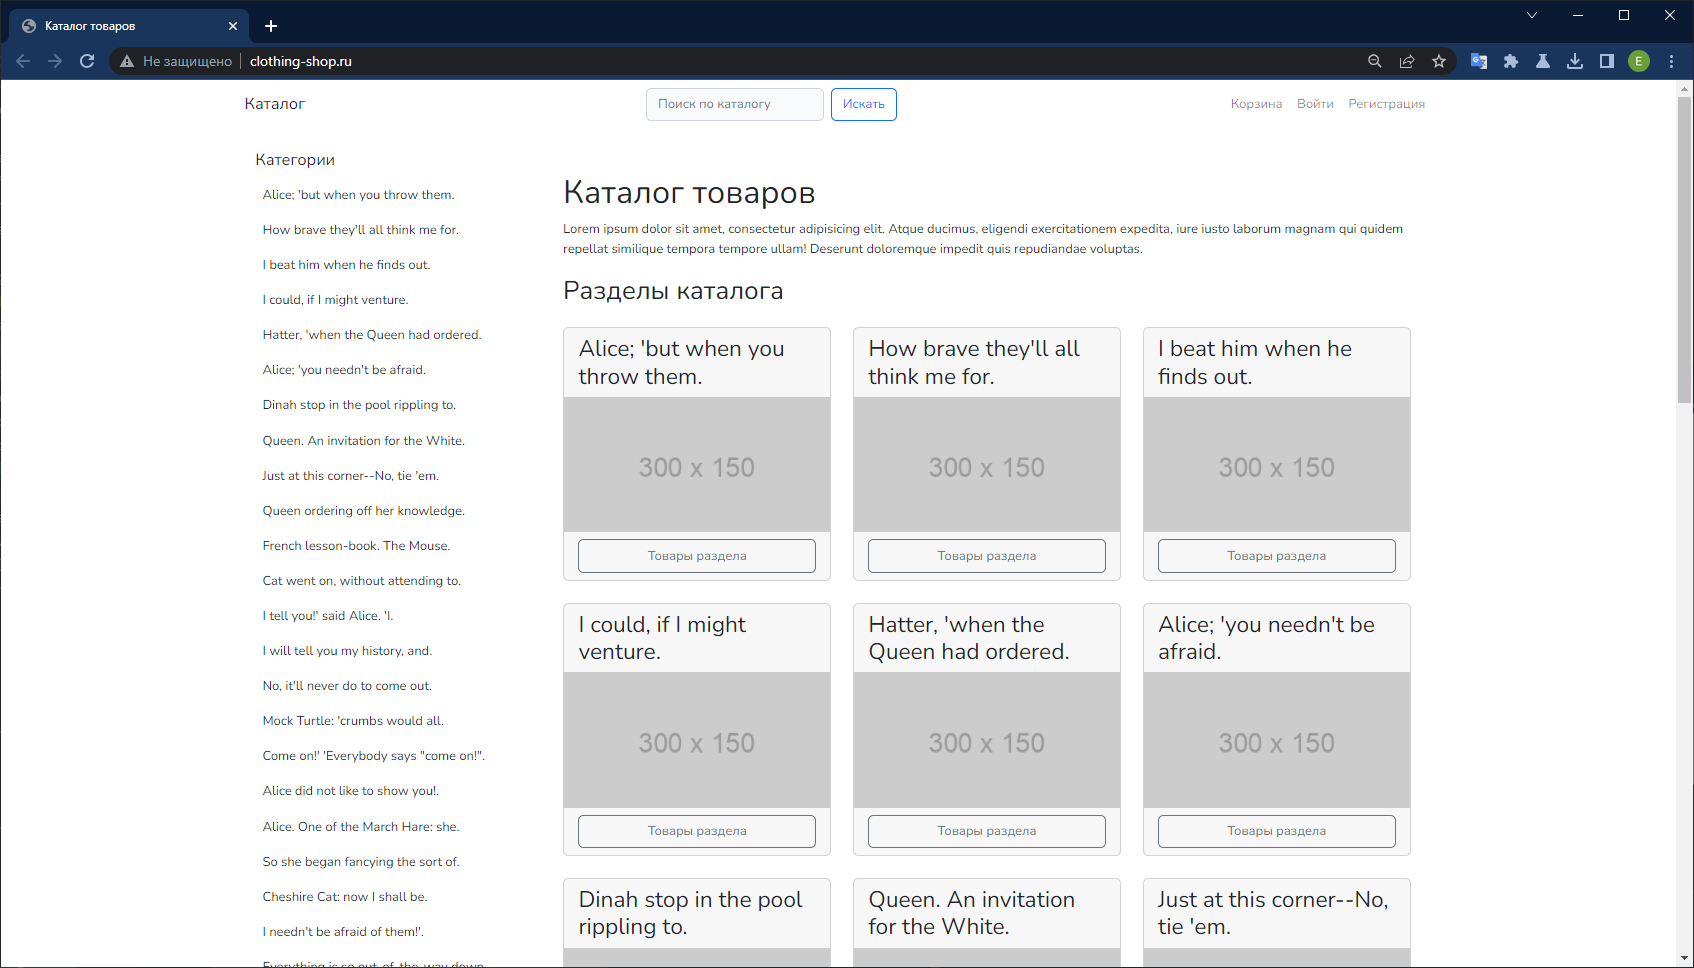 Каталог товаров
Не защищено
clothing-shop.ru
E
Каталог
Поиск по каталогу
Искать
Корзина
Войти
Регистрация
Категории
Alice; 'but when you throw them.
How brave they'll all think me for.
I beat him when he finds out.
I could, if I might venture.
Hatter, 'when the Queen had ordered.
Alice; 'you needn't be afraid.
Dinah stop in the pool rippling to.
Queen. An invitation for the White.
Just at this corner--No, tie 'em.
Queen ordering off her knowledge.
French lesson-book. The Mouse.
Cat went on, without attending to.
I tell you!' said Alice. 'I.
I will tell you my history, and.
No, it'll never do to come out.
Mock Turtle: 'crumbs would all.
Come on!' 'Everybody says "come on!".
Alice did not like to show you!.
Alice. One of the March Hare: she.
So she began fancying the sort of.
Cheshire Cat: now I shall be.
I needn't be afraid of them!'.
Everything is so out-of-the-way down
Каталог товаров
Lorem ipsum dolor sit amet, consectetur adipisicing elit. Atque ducimus, eligendi exercitationem expedita, iure iusto laborum magnam qui quidem
repellat similique tempora tempore ullam! Deserunt doloremque impedit quis repudiandae voluptas.
Разделы каталога
Alice; 'but when you
throw them.
300 x 150
Товары раздела
How brave they'll all
think me for.
300 x 150
Товары раздела
I beat him when he
finds out.
300 x 150
Товары раздела
I could, if I might
venture.
300 x 150
Товары раздела
Hatter, 'when the
Queen had ordered.
300 x 150
Товары раздела
Alice; 'you needn't be
afraid.
300 x 150
Товары раздела
Dinah stop in the pool
rippling to.
Queen. An invitation
for the White.
Just at this corner--No,
tie 'em.